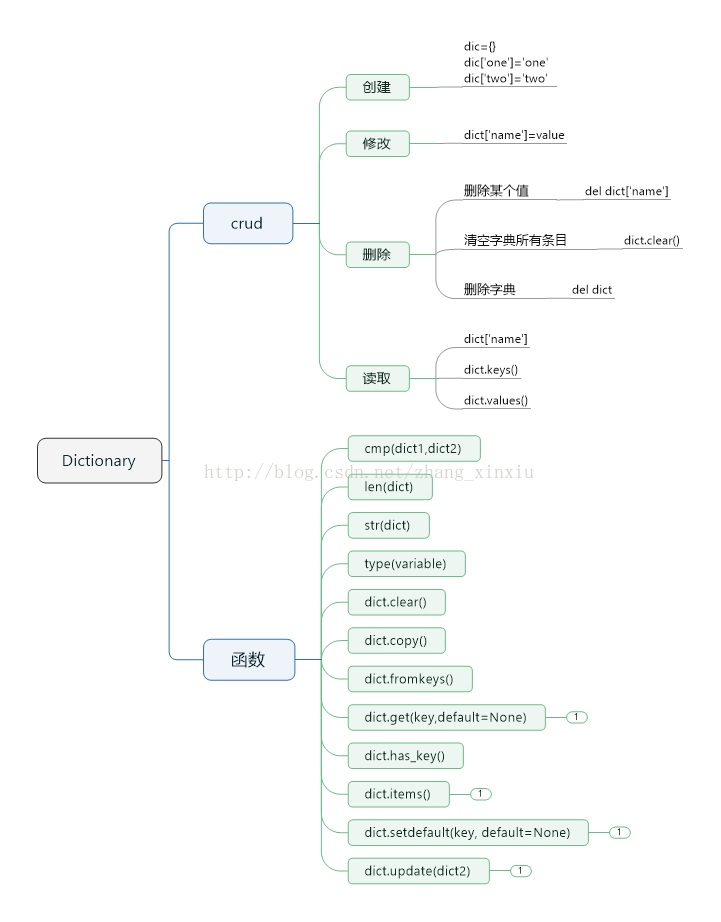 dic={}
dic['one']='one'
dic['two']='two'
创建
修改
dict['name']=value
crud
删除某个值
del dict['name']
删除
清空字典所有条目
dict.clear()
删除字典
del dict
读取
dict['name']
dict.keys()
dict.values()
Dictionary
http://blog.csdn.net/zhang_xinxiu
函数
cmp(dict1,dict2)
len(dict)
str(dict)
type(variable)
dict.clear()
dict.copy()
dict.fromkeys()
dict.get(key,default=None)
1
dict.has_key()
dict.items()
1
dict.setdefault(key, default=None)
1
dict.update(dict2)
1